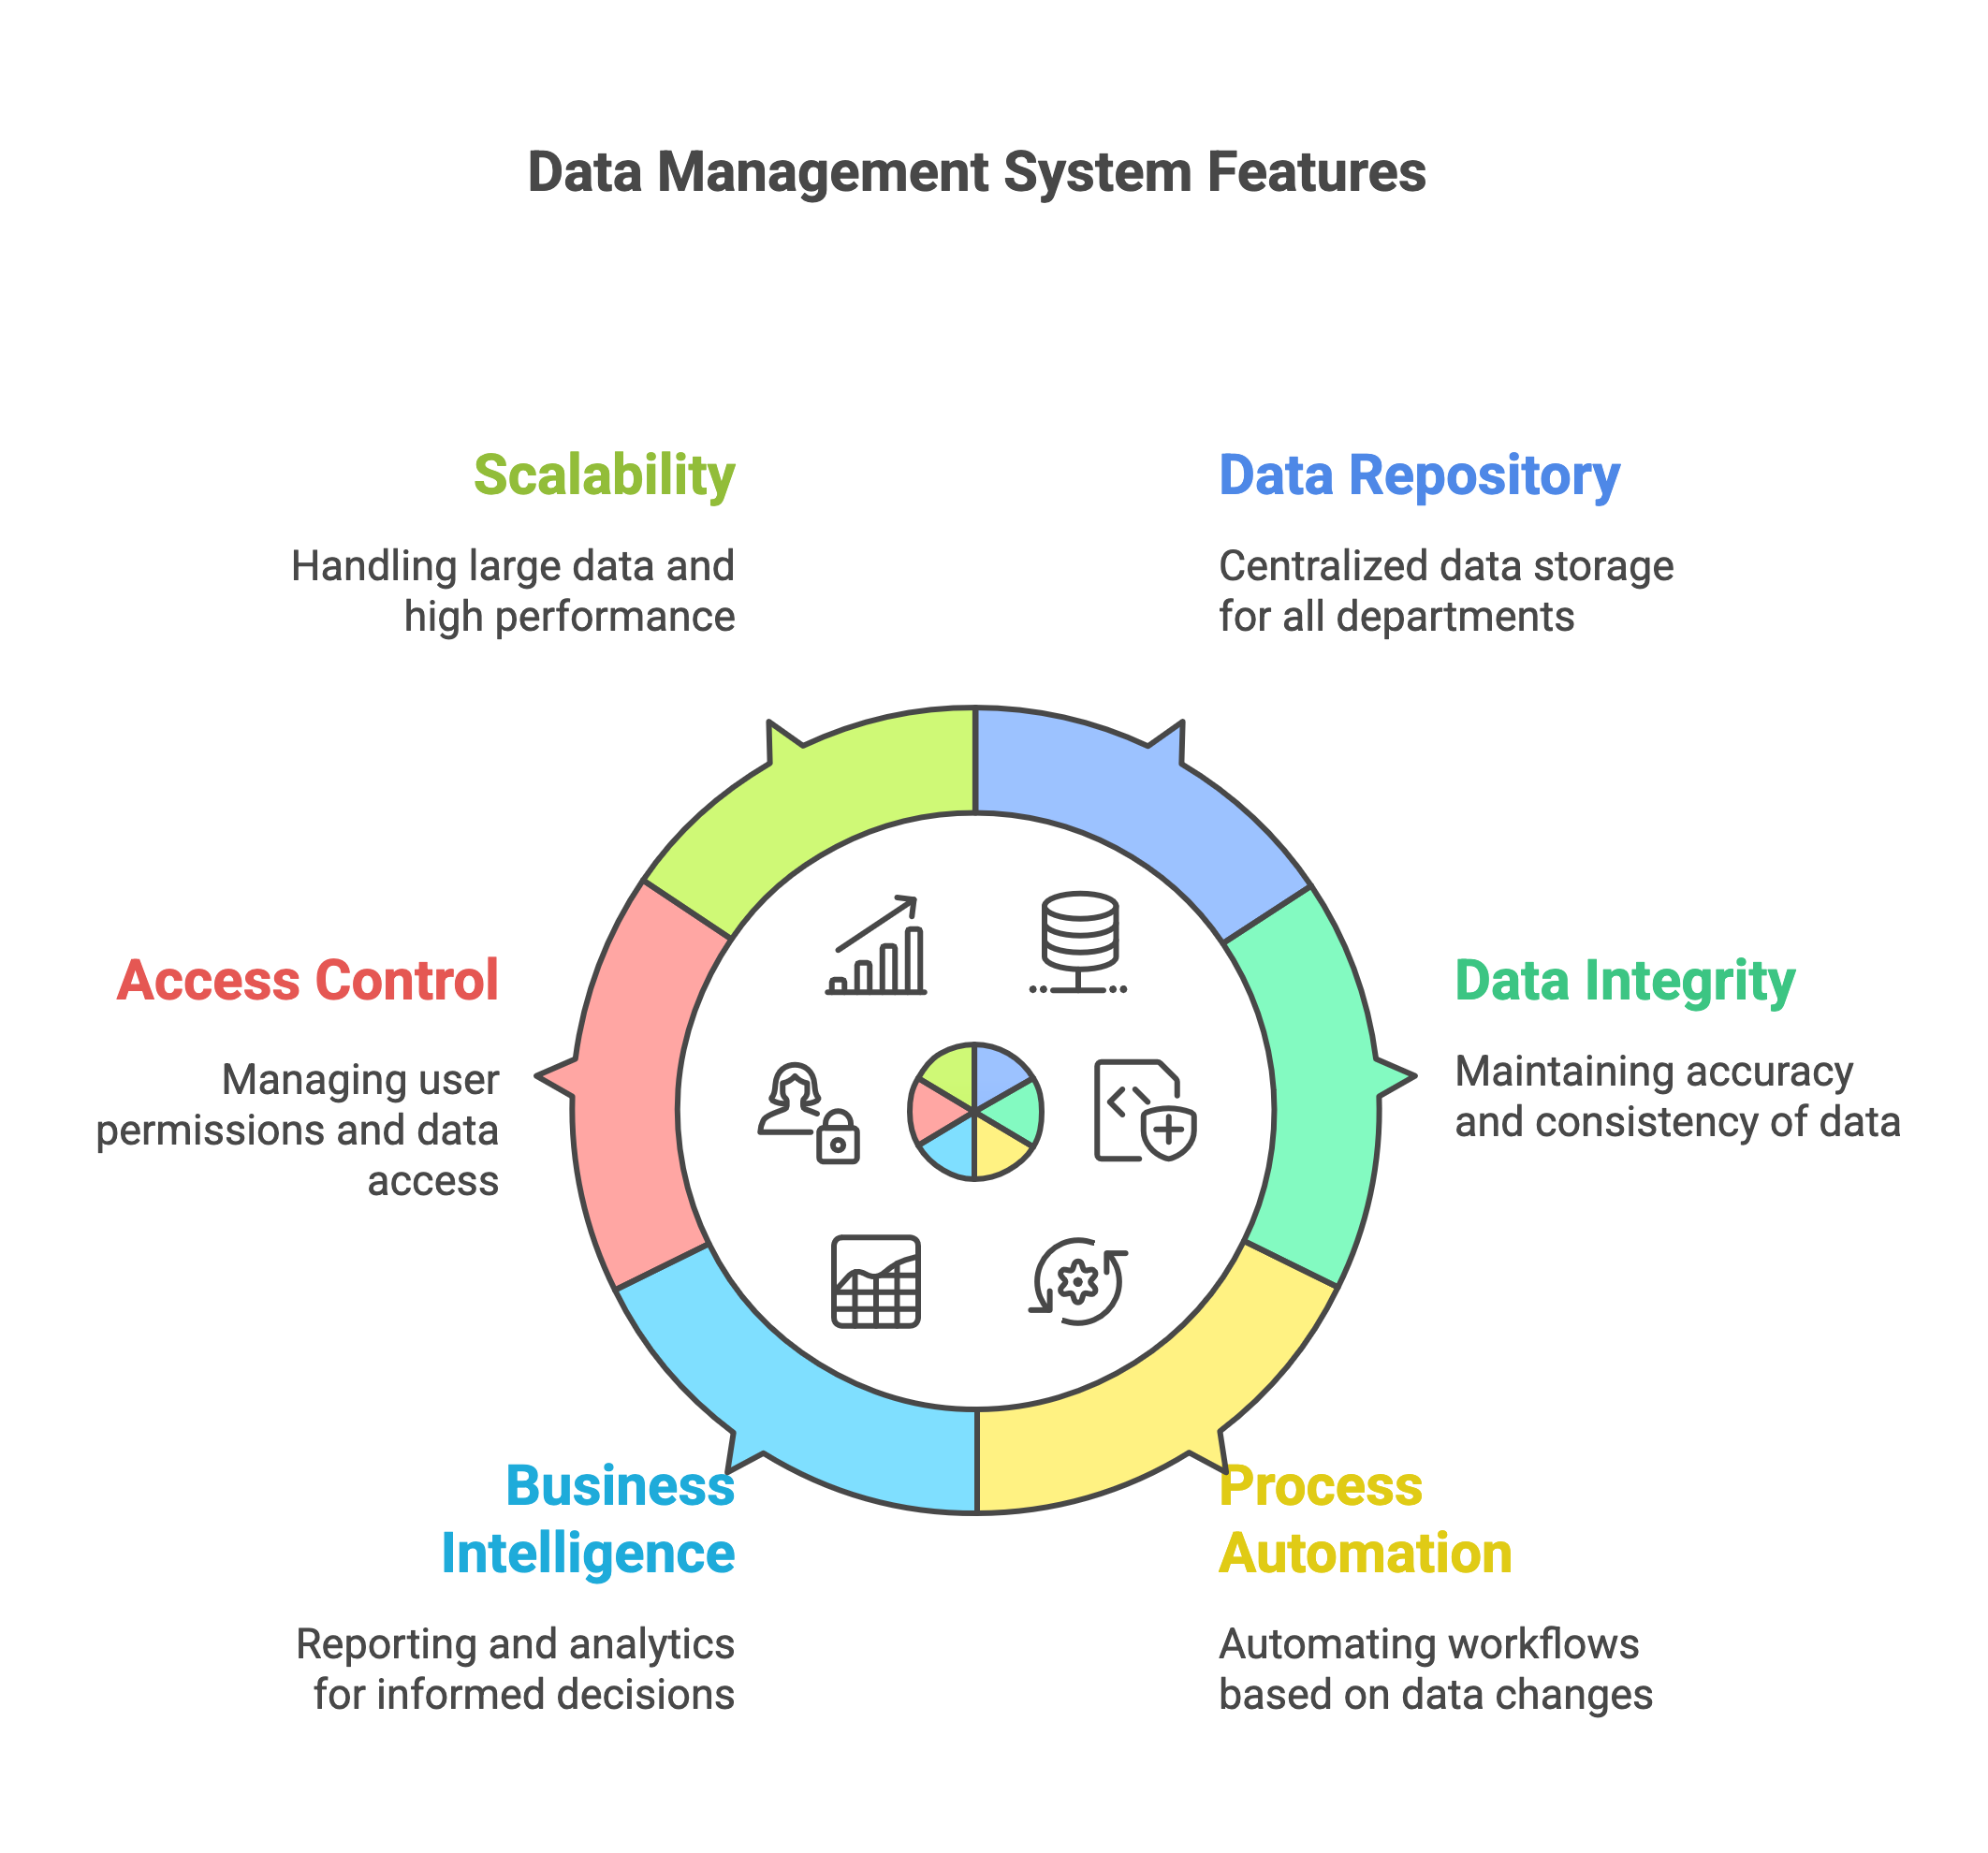 Data Management System Features
Scalability
Handling large data and
high performance
Data Repository
Centralized data storage
for all departments
Access Control
Managing user
permissions and data
access
Data Integrity
Maintaining accuracy
and consistency of data
Business
Intelligence
Reporting and analytics
for informed decisions
Process
Automation
Automating workflows
based on data changes